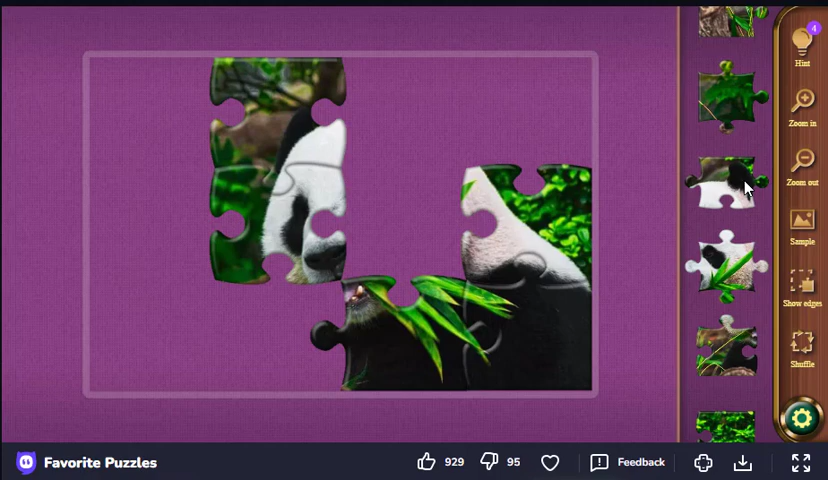 4
Hint
Zoom in
Zoom out
Sample
Show edges
Shuffle
Favorite Puzzles
929
95
Feedback